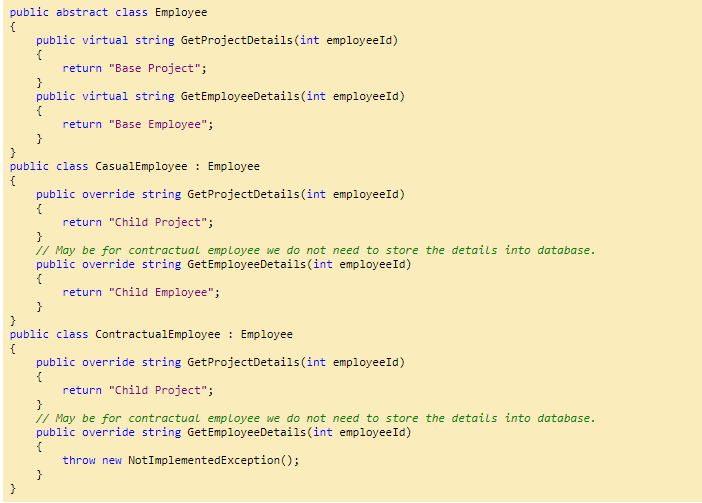 public abstract class Employee
{
    public virtual string GetProjectDetails(int employeeId)
    {
        return "Base Project";
    }
    public virtual string GetEmployeeDetails(int employeeId)
    {
        return "Base Employee";
    }
}
public class CasualEmployee : Employee
{
    public override string GetProjectDetails(int employeeId)
    {
        return "Child Project";
    }
    // May be for contractual employee we do not need to store the details into database.
    public override string GetEmployeeDetails(int employeeId)
    {
        return "Child Employee";
    }
}
public class ContractualEmployee : Employee
{
    public override string GetProjectDetails(int employeeId)
    {
        return "Child Project";
    }
    // May be for contractual employee we do not need to store the details into database.
    public override string GetEmployeeDetails(int employeeId)
    {
        throw new NotImplementedException();
    }
}